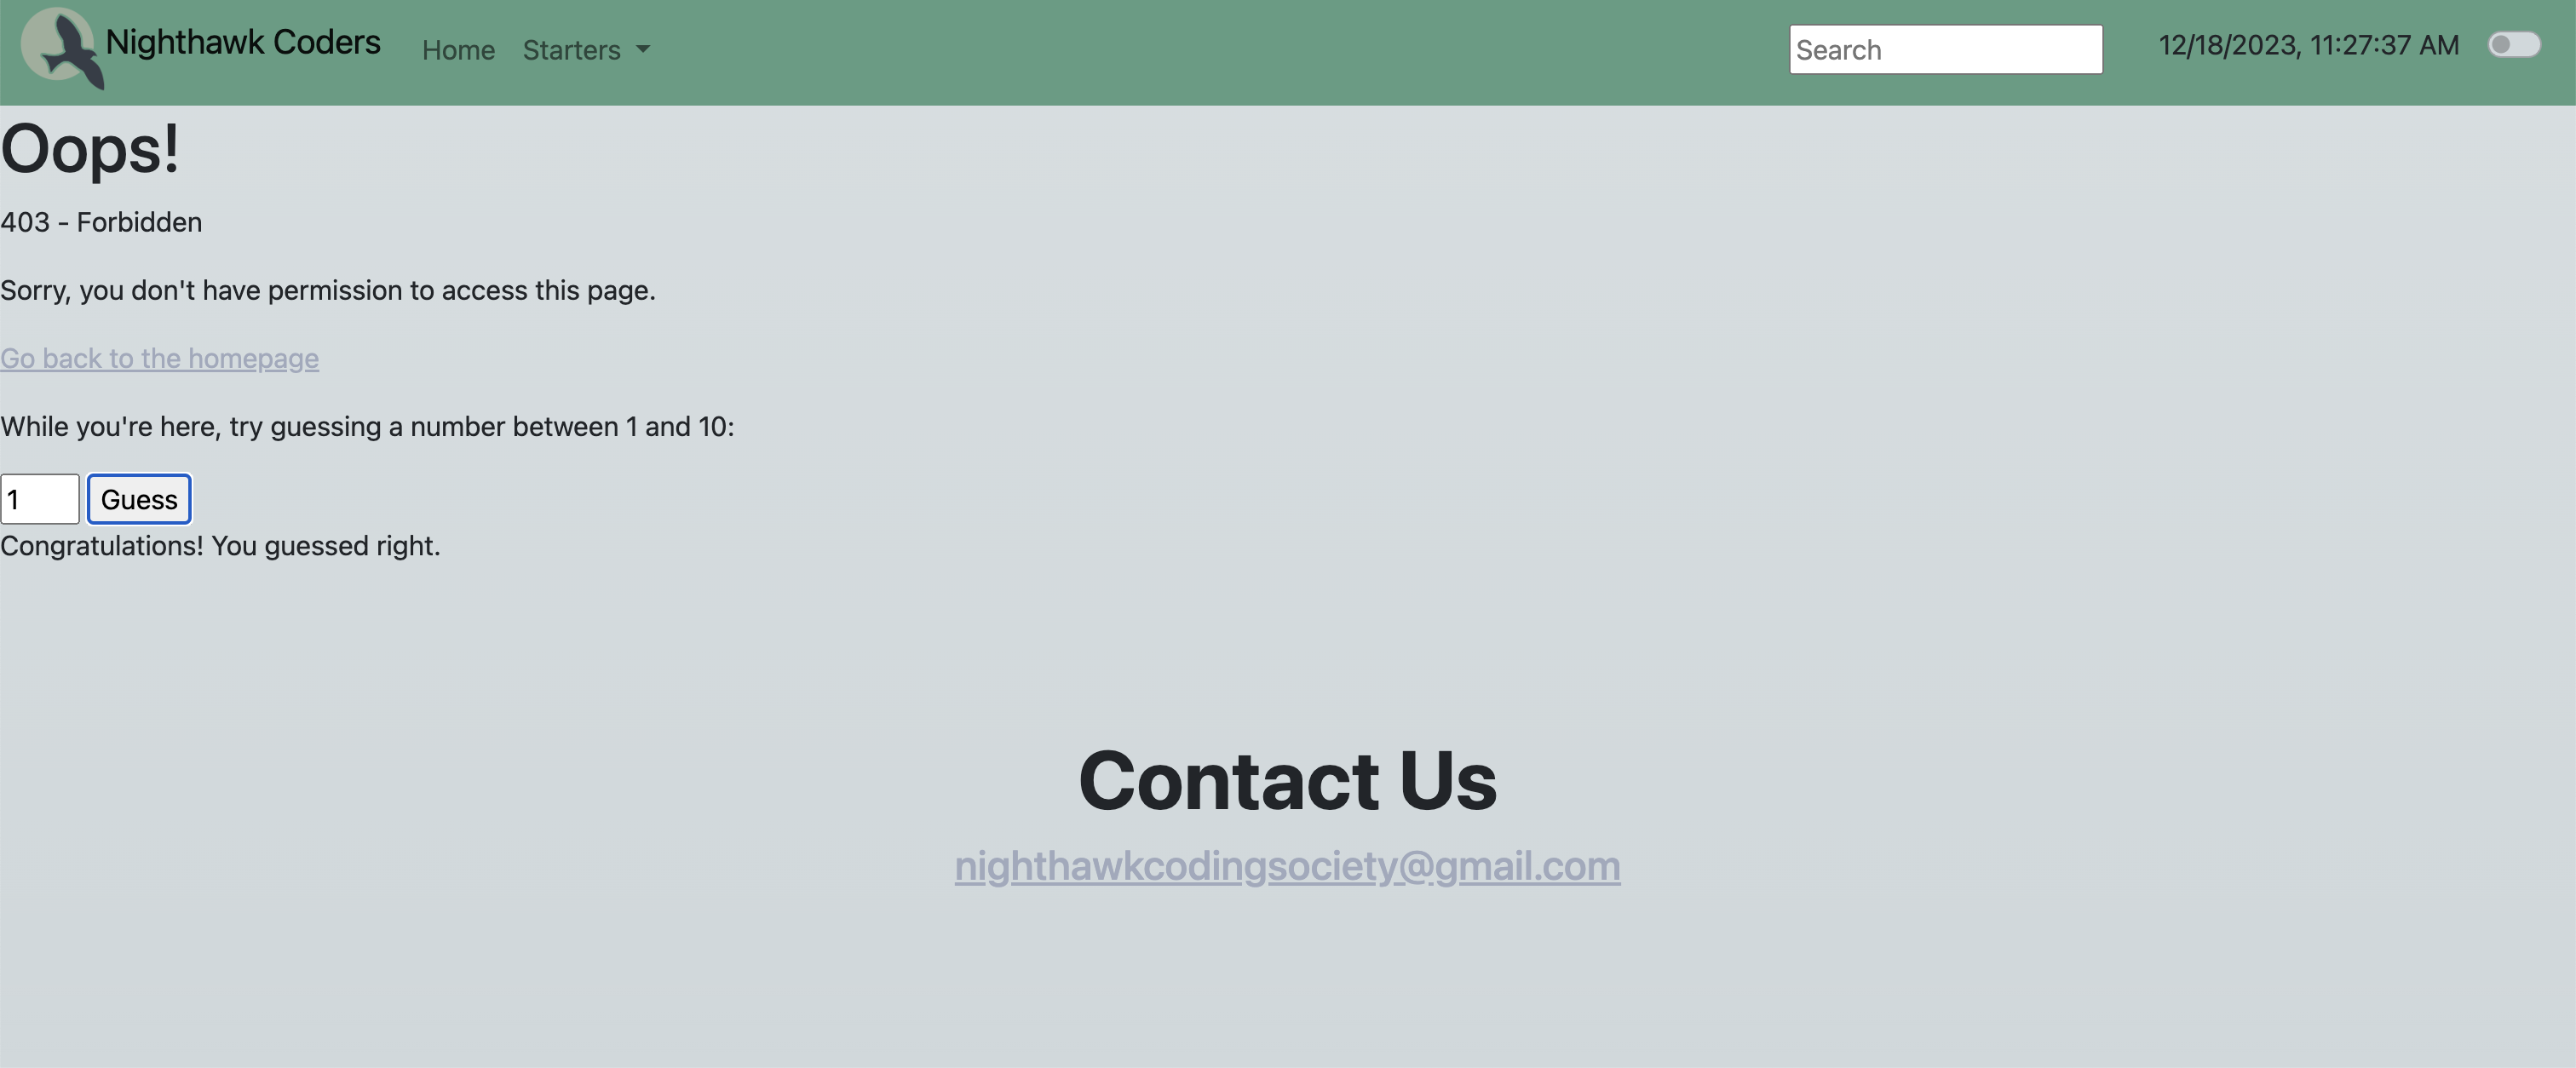 Nighthawk Coders Home Starters Search 12/18/2023, 11:27:37 AM
Oops!
403 - Forbidden
Sorry, you don't have permission to access this page.
Go back to the homepage
While you're here, try guessing a number between 1 and 10:
1 Guess
Congratulations! You guessed right.
Contact Us
nighthawkcodingsociety@gmail.com